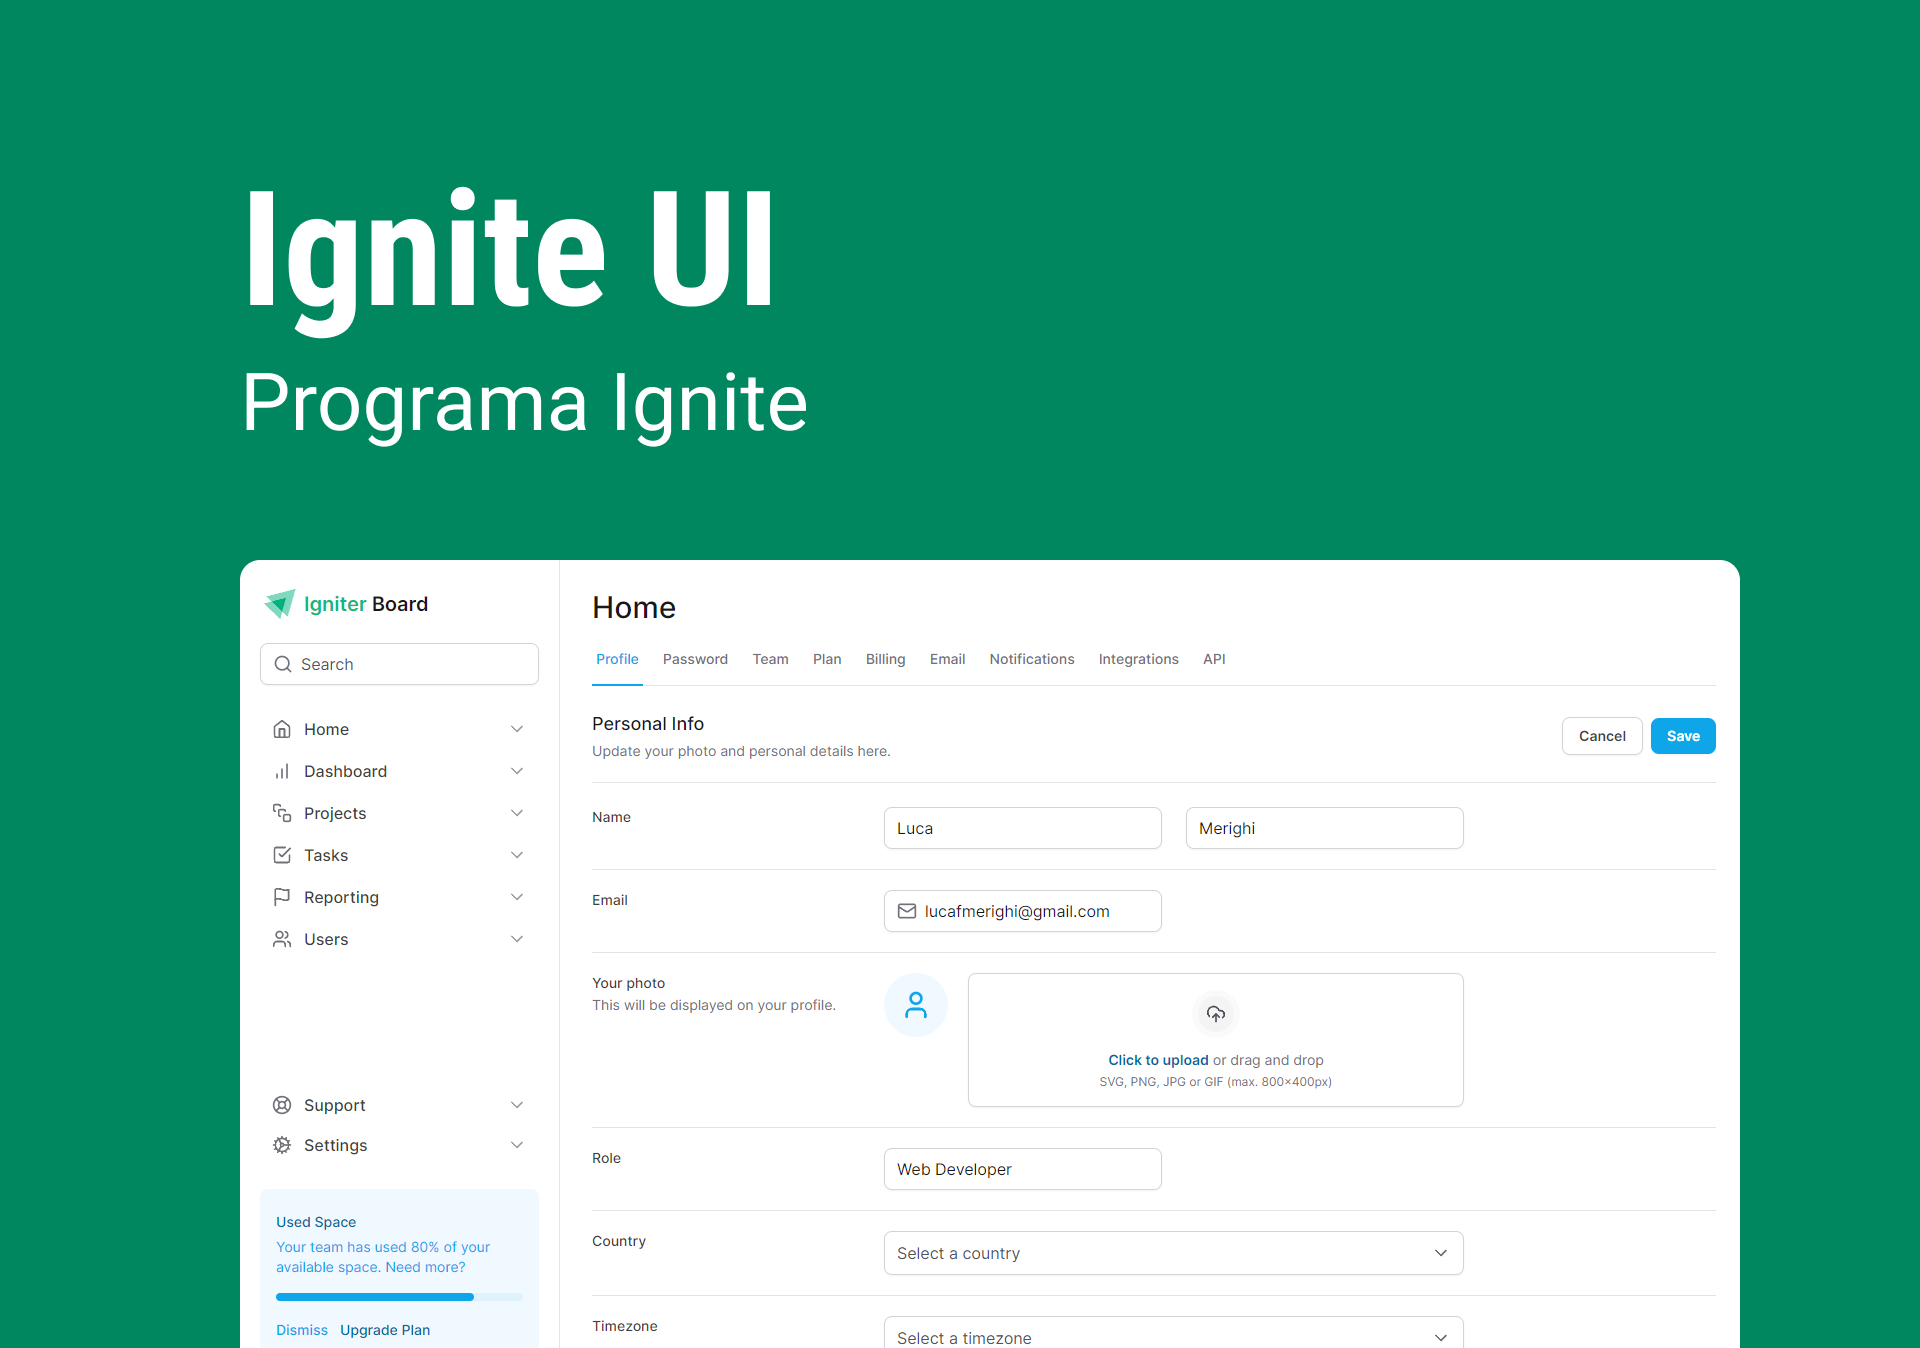 Ignite UI
Programa Ignite
Igniter Board
Search
Home
Dashboard
Projects
Tasks
Reporting
Users
Support
Settings
Used Space
Your team has used 80% of your
available space. Need more?
Dismiss Upgrade Plan
Home
Profile Password Team Plan Billing Email Notifications Integrations API
Personal Info
Update your photo and personal details here.
Cancel Save
Name
Luca Merighi
Email
lucafmerighi@gmail.com
Your photo
This will be displayed on your profile.
Click to upload or drag and drop
SVG, PNG, JPG or GIF (max. 800x400px)
Role
Web Developer
Country
Select a country
Timezone
Select a timezone